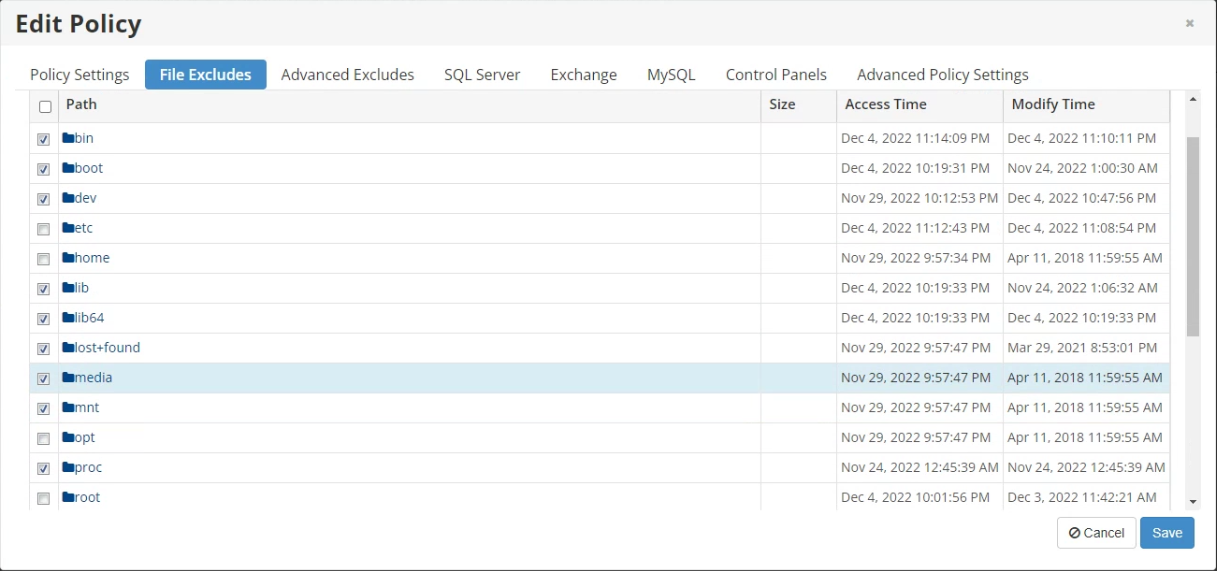 Edit Policy
Policy Settings File Excludes Advanced Excludes SQL Server Exchange MySQL Control Panels Advanced Policy Settings
Path Size Access Time Modify Time
bin Dec 4, 2022 11:14:09 PM Dec 4, 2022 11:10:11 PM
boot Dec 4, 2022 10:19:31 PM Nov 24, 2022 1:00:30 AM
dev Nov 29, 2022 10:12:53 PM Dec 4, 2022 10:47:56 PM
etc Dec 4, 2022 11:12:43 PM Dec 4, 2022 11:08:54 PM
home Nov 29, 2022 9:57:34 PM Apr 11, 2018 11:59:55 AM
lib Dec 4, 2022 10:19:33 PM Nov 24, 2022 1:06:32 AM
lib64 Dec 4, 2022 10:19:33 PM Dec 4, 2022 10:19:33 PM
lost+found Nov 29, 2022 9:57:47 PM Mar 29, 2021 8:53:01 PM
media Nov 29, 2022 9:57:47 PM Apr 11, 2018 11:59:55 AM
mnt Nov 29, 2022 9:57:47 PM Apr 11, 2018 11:59:55 AM
opt Nov 29, 2022 9:57:47 PM Apr 11, 2018 11:59:55 AM
proc Nov 24, 2022 12:45:39 AM Nov 24, 2022 12:45:39 AM
root Dec 4, 2022 10:01:56 PM Dec 3, 2022 11:42:21 AM
Cancel Save